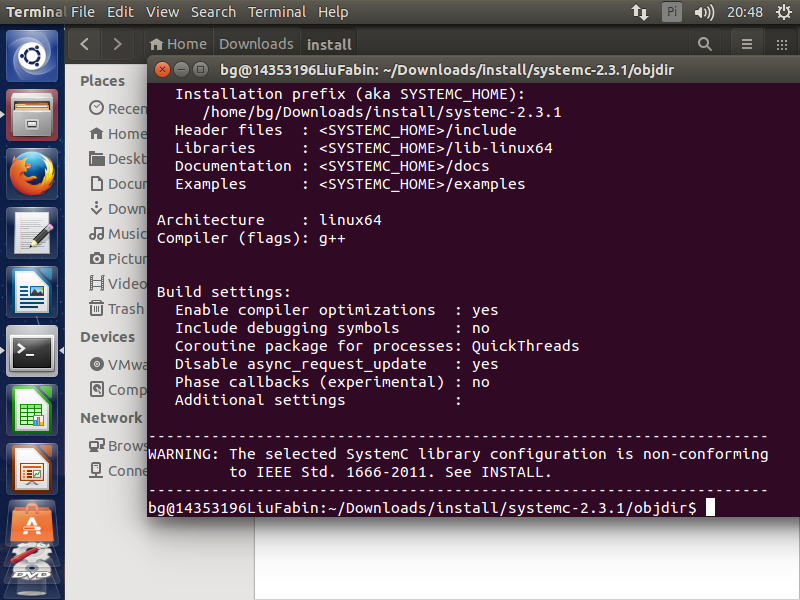 Terminal File Edit View Search Terminal Help Pi 20:48
Home Downloads install
bg@14353196LiuFabin: ~/Downloads/install/systemc-2.3.1/objdir
Places
Recen
Home
Deskt
Docu
Down
Music
Pictur
Video
Trash
Devices
VMwa
Comp
Network
Brows
Conne
Installation prefix (aka SYSTEMC_HOME):
/home/bg/Downloads/install/systemc-2.3.1
Header files  : <SYSTEMC_HOME>/include
Libraries     : <SYSTEMC_HOME>/lib-linux64
Documentation : <SYSTEMC_HOME>/docs
Examples      : <SYSTEMC_HOME>/examples
Architecture    : linux64
Compiler (flags): g++
Build settings:
Enable compiler optimizations  : yes
Include debugging symbols      : no
Coroutine package for processes: QuickThreads
Disable async_request_update   : yes
Phase callbacks (experimental) : no
Additional settings            :
---------------------------------------------------------------------
WARNING: The selected SystemC library configuration is non-conforming
to IEEE Std. 1666-2011. See INSTALL.
---------------------------------------------------------------------
bg@14353196LiuFabin:~/Downloads/install/systemc-2.3.1/objdir$
DVD